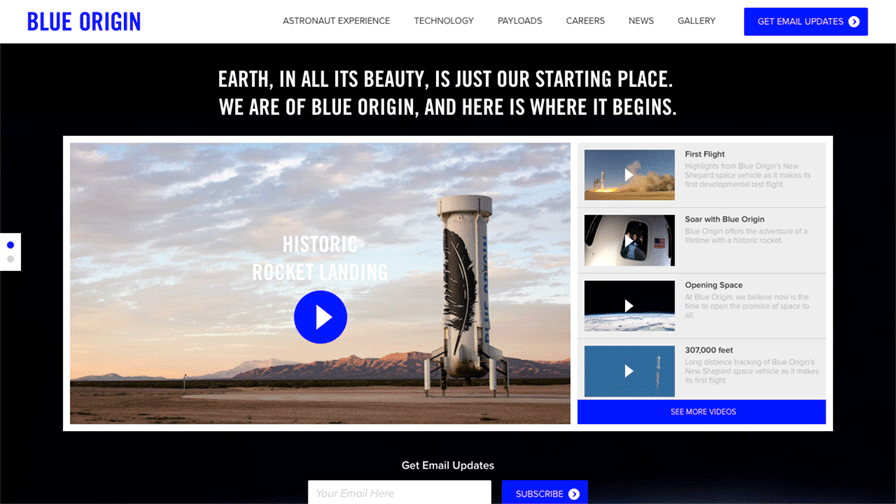 BLUE ORIGIN
ASTRONAUT EXPERIENCE
TECHNOLOGY
PAYLOADS
CAREERS
NEWS
GALLERY
GET EMAIL UPDATES
EARTH, IN ALL ITS BEAUTY, IS JUST OUR STARTING PLACE.
WE ARE OF BLUE ORIGIN, AND HERE IS WHERE IT BEGINS.
HISTORIC
ROCKET LANDING
BLUE ORIGIN
First Flight
Highlights from Blue Origin's New
Shepard space vehicle as it makes its
first developmental test flight.
Soar with Blue Origin
Blue Origin offers the adventure of a
lifetime with a historic rocket.
Opening Space
At Blue Origin, we believe now is the
time to open the promise of space to
all.
307,000 feet
Long distance tracking of Blue Origin's
New Shepard space vehicle as it makes
its first flight.
SEE MORE VIDEOS
Get Email Updates
Your Email Here
SUBSCRIBE